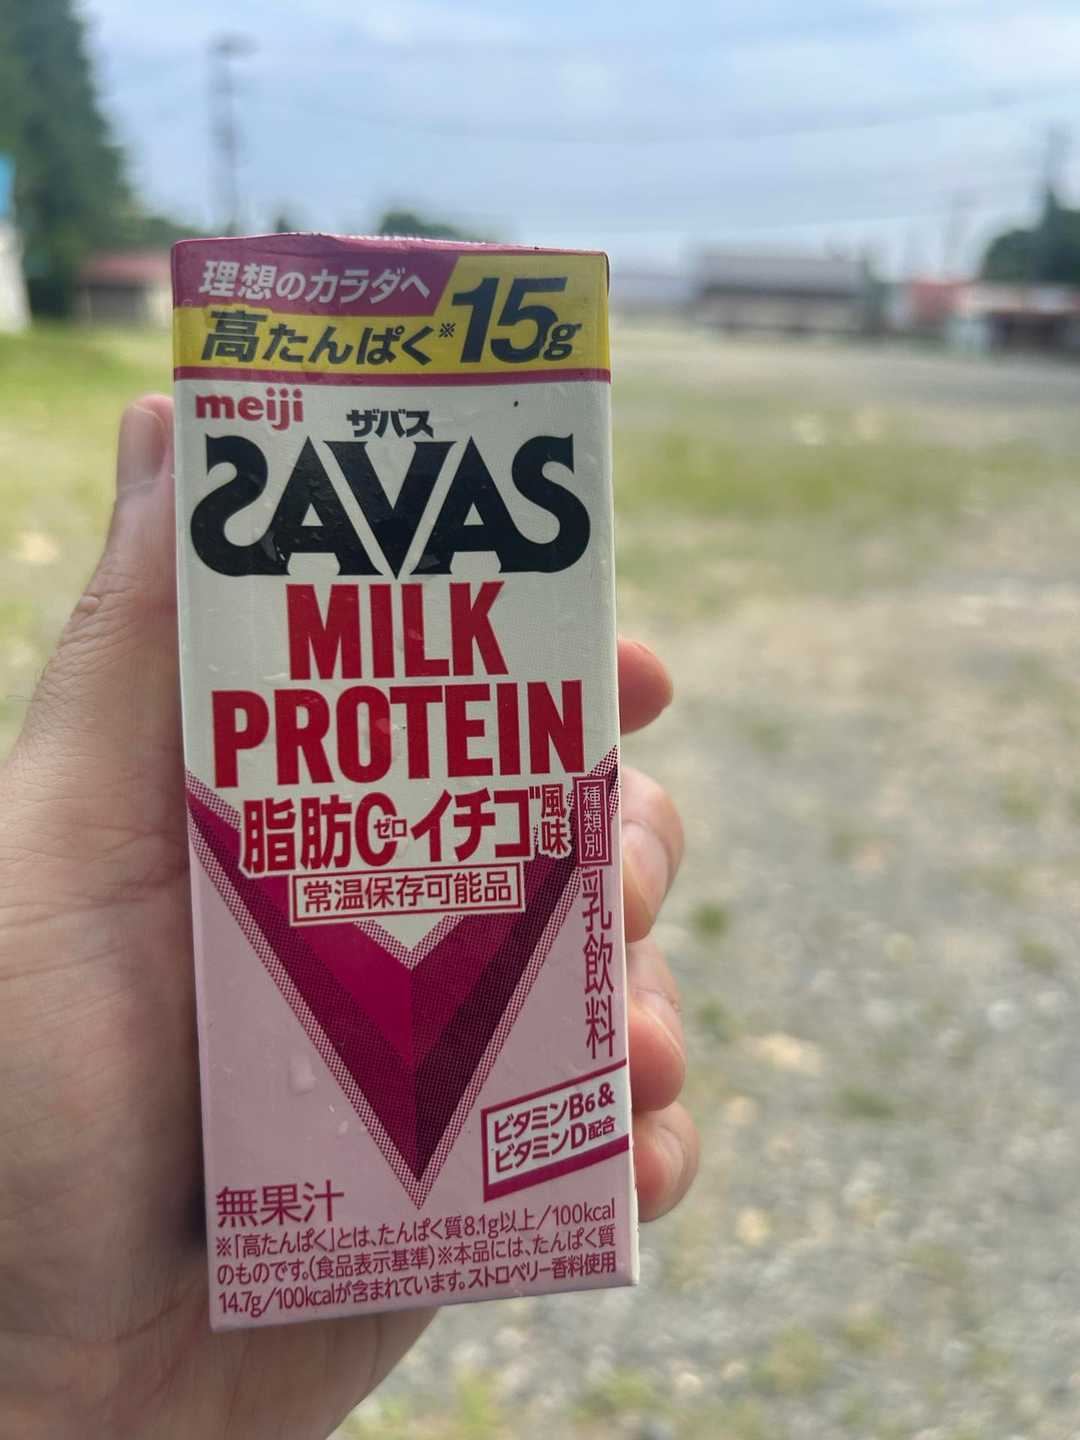 理想のカラダへ
高たんぱく※15g
meiji
ザバス
SAVAS
MILK
PROTEIN
脂肪0ゼロイチゴ風味
常温保存可能品
種類別
乳飲料
ビタミンB6&
ビタミンD配合
無果汁
※「高たんぱく」とは、たんぱく質8.1g以上/100kcal
のものです。(食品表示基準)※本品には、たんぱく質
14.7g/100kcalが含まれています。ストロベリー香料使用